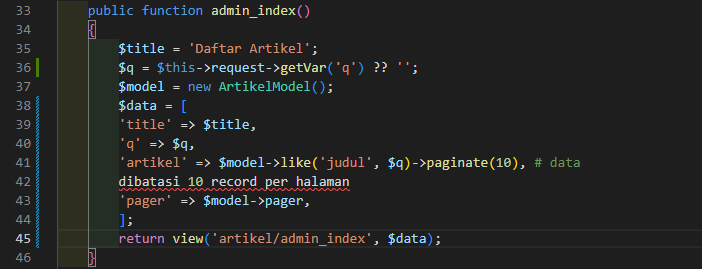 33 public function admin_index()
34 {
35 $title = 'Daftar Artikel';
36 $q = $this->request->getVar('q') ?? '';
37 $model = new ArtikelModel();
38 $data = [
39 'title' => $title,
40 'q' => $q,
41 'artikel' => $model->like('judul', $q)->paginate(10), # data
42 dibatasi 10 record per halaman
43 'pager' => $model->pager,
44 ];
45 return view('artikel/admin_index', $data);
46 }